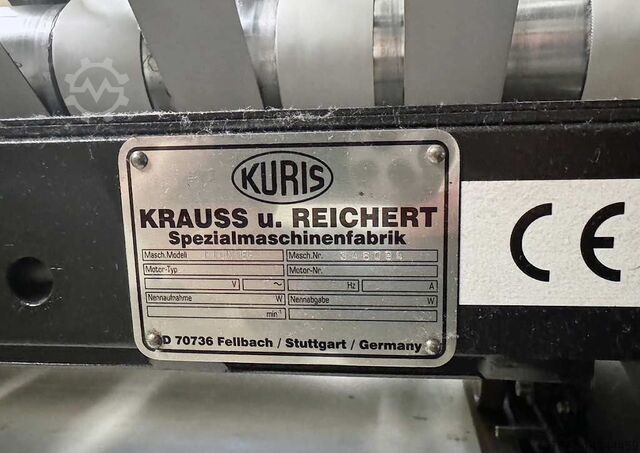 KURIS
KRAUSS u. REICHERT
Spezialmaschinenfabrik
Masch.Modell Masch.Nr.
Motor-Typ Motor-Nr.
V ~ Hz A
Nennaufnahme W Nennabgabe W
min⁻¹
D 70736 Fellbach / Stuttgart / Germany
CE